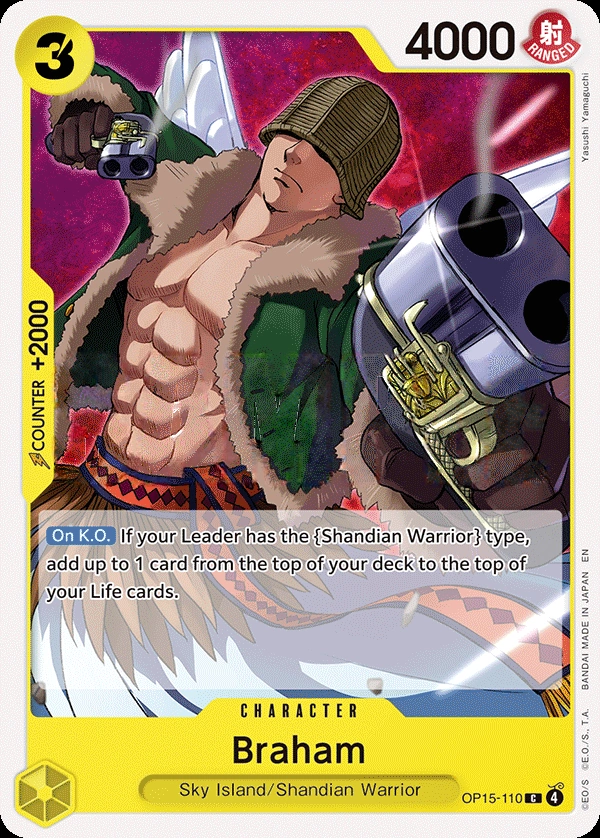 3
4000
射
RANGED
Yasushi Yamaguchi
COUNTER +2000
On K.O. If your Leader has the {Shandian Warrior} type,
add up to 1 card from the top of your deck to the top of
your Life cards.
BANDAI MADE IN JAPAN EN
©E.O./S., T.A.
©EO/S
CHARACTER
Braham
Sky Island/Shandian Warrior
OP15-110 C 4